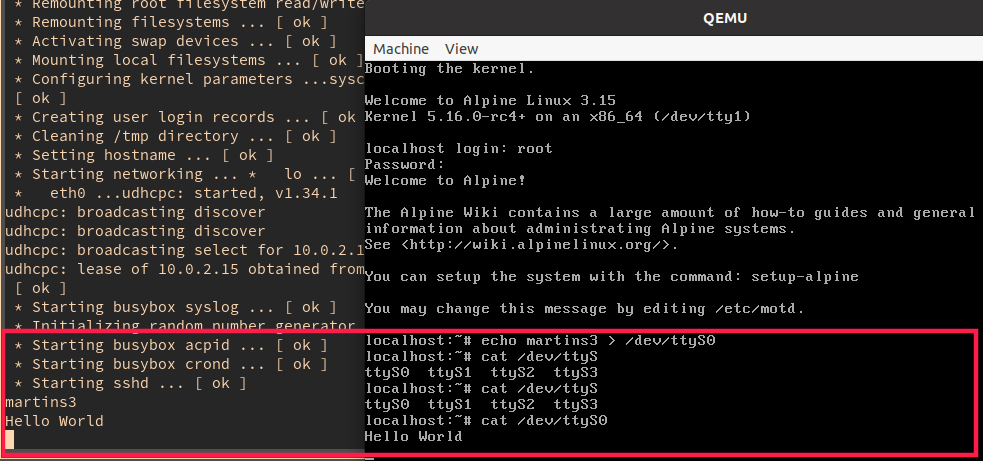 * Remounting root filesystem read/write
* Remounting filesystems ... [ ok ]
* Activating swap devices ... [ ok ]
* Mounting local filesystems ... [ ok ]
* Configuring kernel parameters ...sysc
[ ok ]
* Creating user login records ... [ ok
* Cleaning /tmp directory ... [ ok ]
* Setting hostname ... [ ok ]
* Starting networking ... *   lo ... [
*   eth0 ...udhcpc: started, v1.34.1
udhcpc: broadcasting discover
udhcpc: broadcasting discover
udhcpc: broadcasting select for 10.0.2.1
udhcpc: lease of 10.0.2.15 obtained from
[ ok ]
* Starting busybox syslog ... [ ok ]
* Initializing random number generator
* Starting busybox acpid ... [ ok ]
* Starting busybox crond ... [ ok ]
* Starting sshd ... [ ok ]
martins3
Hello World
QEMU
Machine View
Booting the kernel.
Welcome to Alpine Linux 3.15
Kernel 5.16.0-rc4+ on an x86_64 (/dev/tty1)
localhost login: root
Password:
Welcome to Alpine!
The Alpine Wiki contains a large amount of how-to guides and general
information about administrating Alpine systems.
See <http://wiki.alpinelinux.org/>.
You can setup the system with the command: setup-alpine
You may change this message by editing /etc/motd.
localhost:~# echo martins3 > /dev/ttyS0
localhost:~# cat /dev/ttyS
ttyS0  ttyS1  ttyS2  ttyS3
localhost:~# cat /dev/ttyS
ttyS0  ttyS1  ttyS2  ttyS3
localhost:~# cat /dev/ttyS0
Hello World